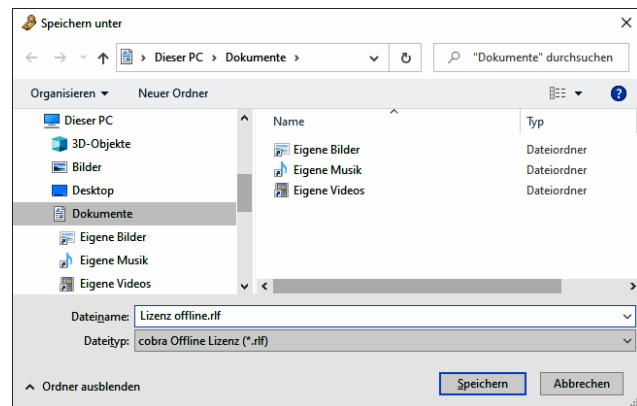 Speichern unter
Dieser PC › Dokumente ›
"Dokumente" durchsuchen
Organisieren
Neuer Ordner
?
Dieser PC
3D-Objekte
Bilder
Desktop
Dokumente
Eigene Bilder
Eigene Musik
Eigene Videos
Name
Typ
Eigene Bilder
Dateiordner
Eigene Musik
Dateiordner
Eigene Videos
Dateiordner
Dateiname:
Lizenz offline.rlf
Dateityp:
cobra Offline Lizenz (*.rlf)
Ordner ausblenden
Speichern
Abbrechen